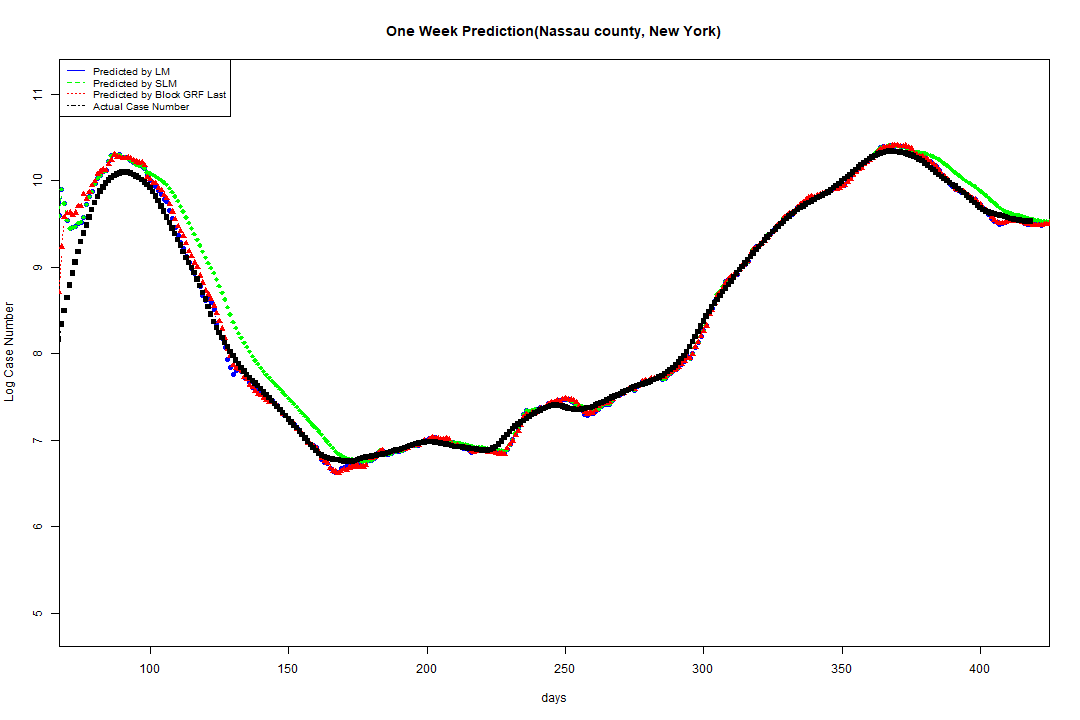 One Week Prediction(Nassau county, New York)
Predicted by LM
Predicted by SLM
Predicted by Block GRF Last
Actual Case Number
11
10
9
8
7
6
5
Log Case Number
100 150 200 250 300 350 400
days